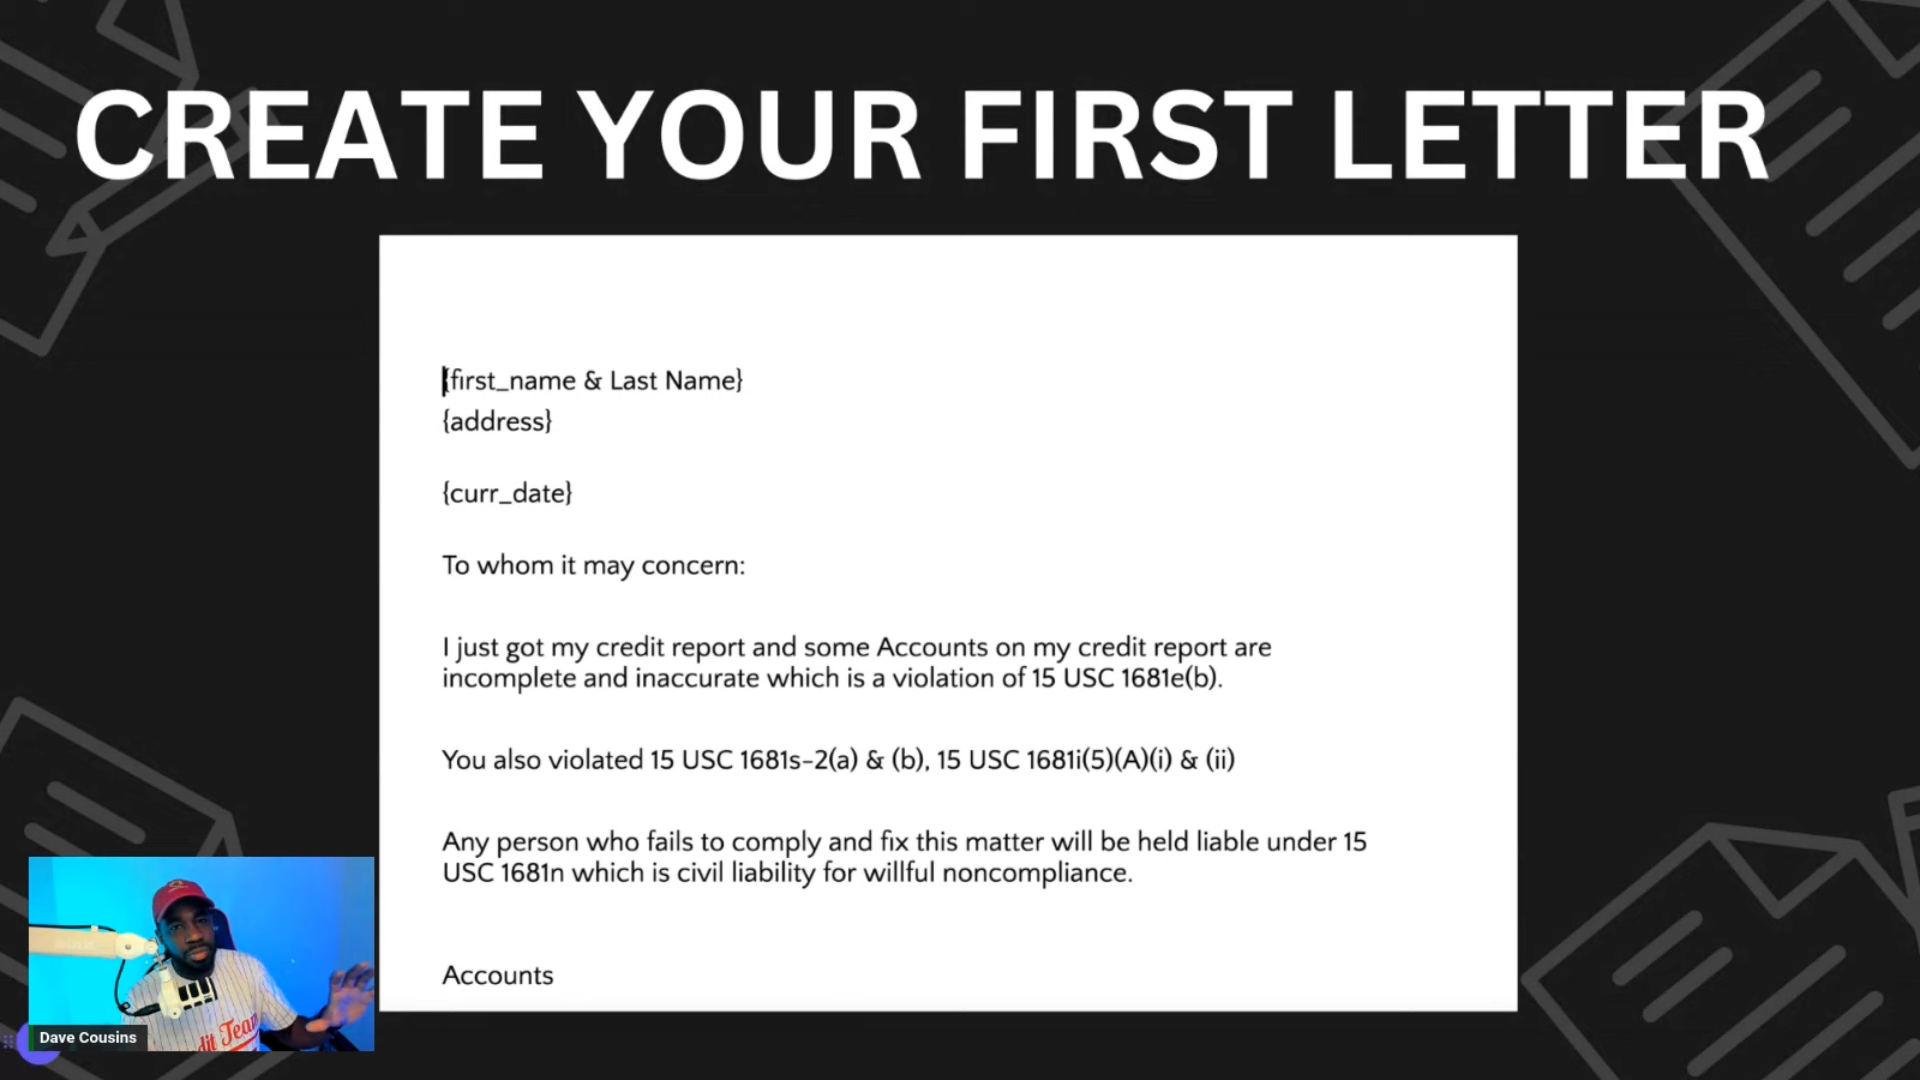 CREATE YOUR FIRST LETTER
{first_name & Last Name}
{address}
{curr_date}
To whom it may concern:
I just got my credit report and some Accounts on my credit report are
incomplete and inaccurate which is a violation of 15 USC 1681e(b).
You also violated 15 USC 1681s-2(a) & (b), 15 USC 1681i(5)(A)(i) & (ii)
Any person who fails to comply and fix this matter will be held liable under 15
USC 1681n which is civil liability for willful noncompliance.
Accounts
dit Team
Dave Cousins